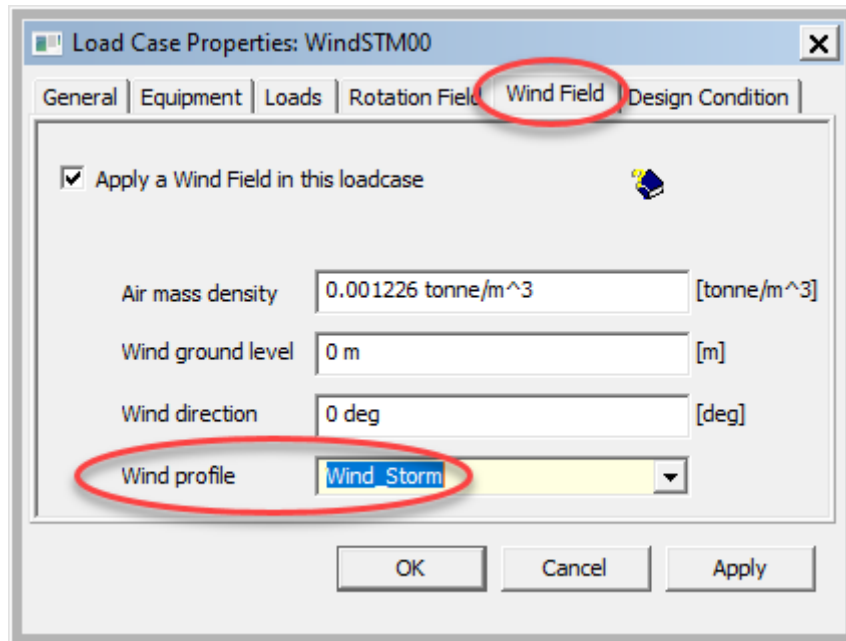 Load Case Properties: WindSTM00
General Equipment Loads Rotation Field Wind Field Design Condition
Apply a Wind Field in this loadcase
Air mass density 0.001226 tonne/m^3 [tonne/m^3]
Wind ground level 0 m [m]
Wind direction 0 deg [deg]
Wind profile Wind_Storm
OK Cancel Apply